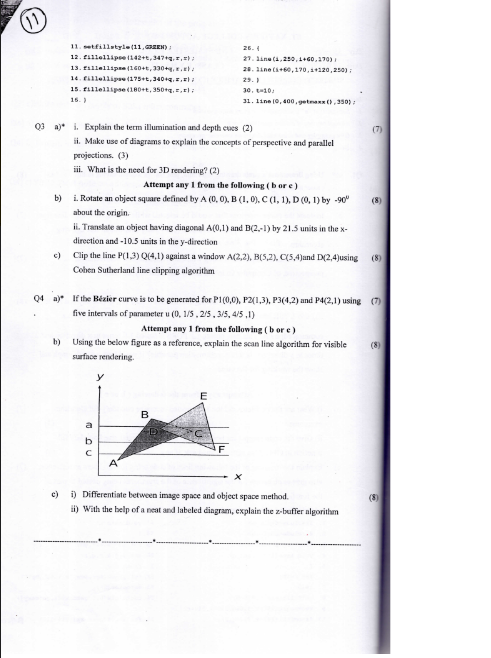 11
11. setfillstyle(11,GREEN);
12. fillellipse(142+t,347+q,r,r);
13. fillellipse(160+t,330+q,r,r);
14. fillellipse(175+t,340+q,r,r);
15. fillellipse(180+t,350+q,r,r);
16. }
26. {
27. line(i,250,i+60,170);
28. line(i+60,170,i+120,250);
29. }
30. t=10;
31. line(0,400,getmaxx(),350);
Q3 a)* i. Explain the term illumination and depth cues (2) (7)
ii. Make use of diagrams to explain the concepts of perspective and parallel
projections. (3)
iii. What is the need for 3D rendering? (2)
Attempt any 1 from the following ( b or c )
b) i. Rotate an object square defined by A (0, 0), B (1, 0), C (1, 1), D (0, 1) by -90⁰ (8)
about the origin.
ii. Translate an object having diagonal A(0,1) and B(2,-1) by 21.5 units in the x-
direction and -10.5 units in the y-direction
c) Clip the line P(1,3) Q(4,1) against a window A(2,2), B(5,2), C(5,4)and D(2,4)using (8)
Cohen Sutherland line clipping algorithm
Q4 a)* If the Bézier curve is to be generated for P1(0,0), P2(1,3), P3(4,2) and P4(2,1) using (7)
five intervals of parameter u (0, 1/5 , 2/5 , 3/5, 4/5 ,1)
Attempt any 1 from the following ( b or c )
b) Using the below figure as a reference, explain the scan line algorithm for visible (8)
surface rendering.
y
E
B
a
D C
b
F
c
A
x
c) i) Differentiate between image space and object space method. (8)
ii) With the help of a neat and labeled diagram, explain the z-buffer algorithm